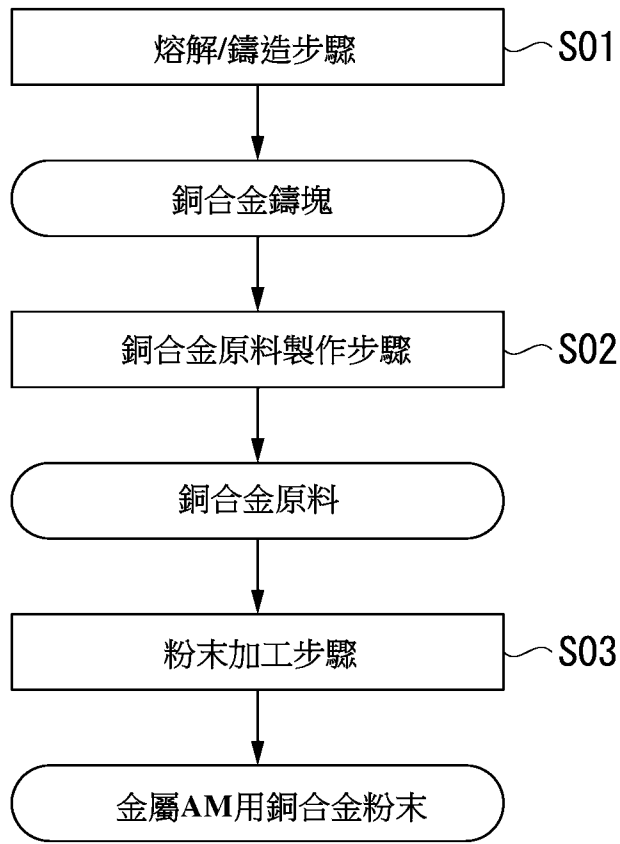 熔解/鑄造步驟 S01
銅合金鑄塊
銅合金原料製作步驟 S02
銅合金原料
粉末加工步驟 S03
金屬AM用銅合金粉末